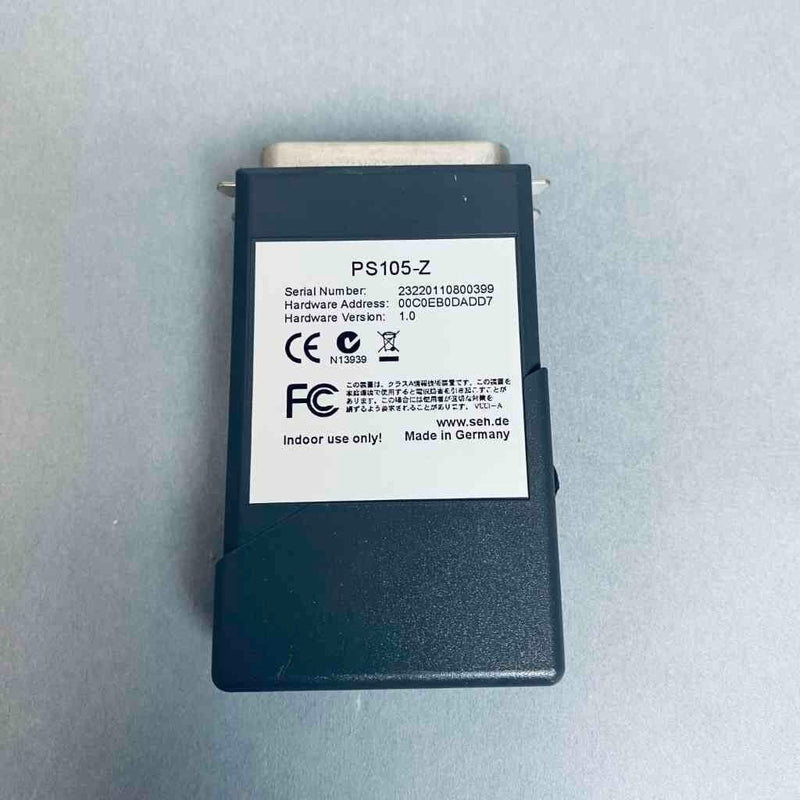 PS105-Z
Serial Number: 23220110800399
Hardware Address: 00C0EB0DADD7
Hardware Version: 1.0
CE
N13939
FC
この装置は、クラスA情報技術装置です。この装置を
家庭環境で使用すると電波妨害を引き起こすことが
あります。この場合には使用者が適切な対策を
講ずるよう要求されることがあります。VCCI-A
www.seh.de
Indoor use only! Made in Germany